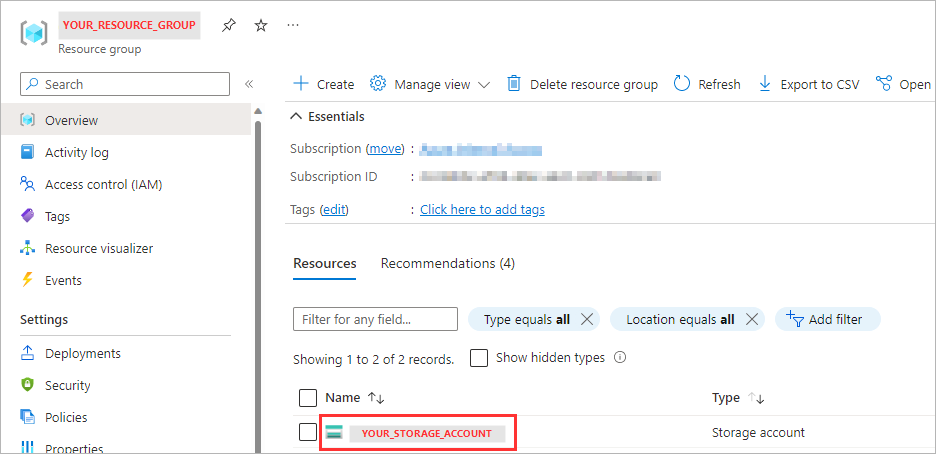 YOUR_RESOURCE_GROUP
Resource group
Search
Overview
Activity log
Access control (IAM)
Tags
Resource visualizer
Events
Settings
Deployments
Security
Policies
Properties
Create Manage view Delete resource group Refresh Export to CSV Open
Essentials
Subscription (move) :
Subscription ID :
Tags (edit) : Click here to add tags
Resources Recommendations (4)
Filter for any field... Type equals all Location equals all Add filter
Showing 1 to 2 of 2 records. Show hidden types
Name Type
YOUR_STORAGE_ACCOUNT Storage account